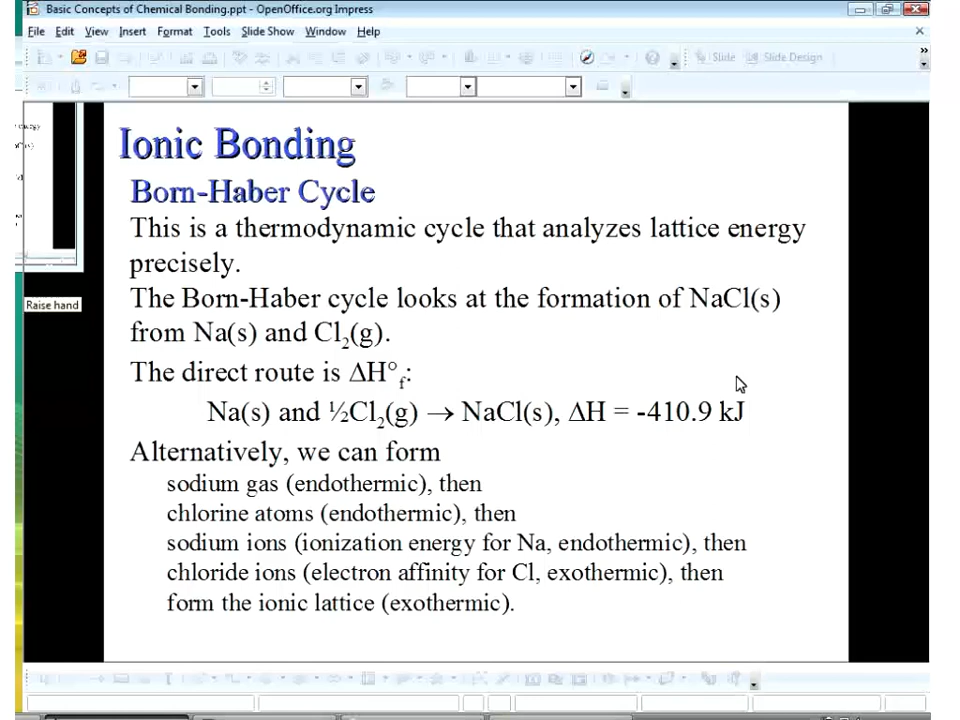 Basic Concepts of Chemical Bonding.ppt - OpenOffice.org Impress
File Edit View Insert Format Tools Slide Show Window Help
Slide Slide Design
Ionic Bonding
Born-Haber Cycle
This is a thermodynamic cycle that analyzes lattice energy
precisely.
Raise hand
The Born-Haber cycle looks at the formation of NaCl(s)
from Na(s) and Cl₂(g).
The direct route is ΔH°f:
Na(s) and ½Cl₂(g) → NaCl(s), ΔH = -410.9 kJ
Alternatively, we can form
sodium gas (endothermic), then
chlorine atoms (endothermic), then
sodium ions (ionization energy for Na, endothermic), then
chloride ions (electron affinity for Cl, exothermic), then
form the ionic lattice (exothermic).